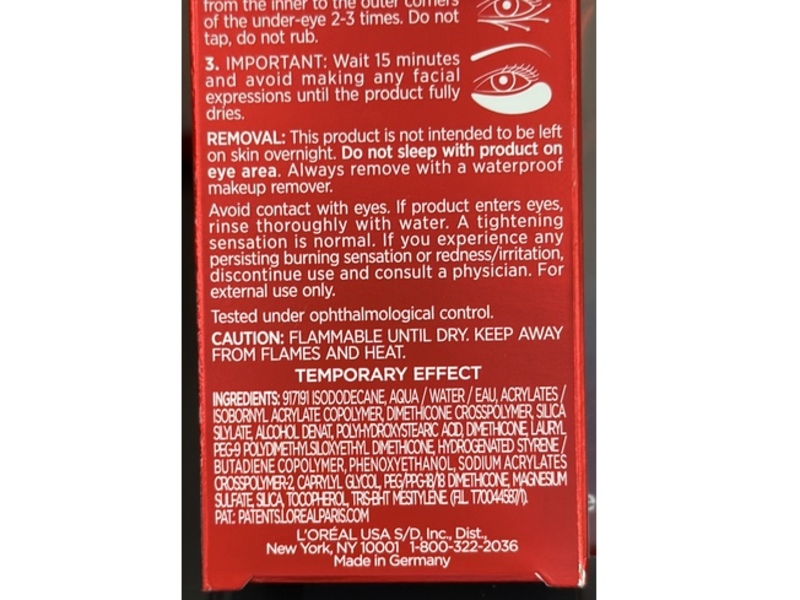 from the inner to the outer corners
of the under-eye 2-3 times. Do not
tap, do not rub.
3. IMPORTANT: Wait 15 minutes
and avoid making any facial
expressions until the product fully
dries.
REMOVAL: This product is not intended to be left
on skin overnight. Do not sleep with product on
eye area. Always remove with a waterproof
makeup remover.
Avoid contact with eyes. If product enters eyes,
rinse thoroughly with water. A tightening
sensation is normal. If you experience any
persisting burning sensation or redness/irritation,
discontinue use and consult a physician. For
external use only.
Tested under ophthalmological control.
CAUTION: FLAMMABLE UNTIL DRY. KEEP AWAY
FROM FLAMES AND HEAT.
TEMPORARY EFFECT
INGREDIENTS: 917191 ISODODECANE, AQUA / WATER / EAU, ACRYLATES /
ISOBORNYL ACRYLATE COPOLYMER, DIMETHICONE CROSSPOLYMER, SILICA
SILYLATE, ALCOHOL DENAT., POLYHYDROXYSTEARIC ACID, DIMETHICONE, LAURYL
PEG-9 POLYDIMETHYLSILOXYETHYL DIMETHICONE, HYDROGENATED STYRENE /
BUTADIENE COPOLYMER, PHENOXYETHANOL, SODIUM ACRYLATES
CROSSPOLYMER-2, CAPRYLYL GLYCOL, PEG/PPG-18/18 DIMETHICONE, MAGNESIUM
SULFATE, SILICA, TOCOPHEROL, TRIS-BHT MESITYLENE (F.I.L. T70044587/1).
PAT.: PATENTS.LOREALPARIS.COM
L'ORÉAL USA S/D, Inc., Dist.,
New York, NY 10001 1-800-322-2036
Made in Germany